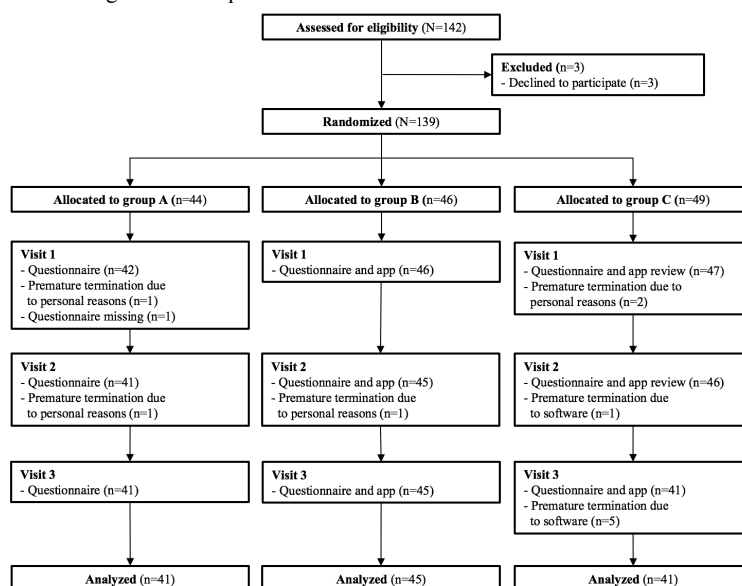 Assessed for eligibility (N=142)
Excluded (n=3)
- Declined to participate (n=3)
Randomized (N=139)
Allocated to group A (n=44)
Allocated to group B (n=46)
Allocated to group C (n=49)
Visit 1
- Questionnaire (n=42)
- Premature termination due
to personal reasons (n=1)
- Questionnaire missing (n=1)
Visit 1
- Questionnaire and app (n=46)
Visit 1
- Questionnaire and app review (n=47)
- Premature termination due to
personal reasons (n=2)
Visit 2
- Questionnaire (n=41)
- Premature termination due
to personal reasons (n=1)
Visit 2
- Questionnaire and app (n=45)
- Premature termination due
to personal reasons (n=1)
Visit 2
- Questionnaire and app review (n=46)
- Premature termination due
to software (n=1)
Visit 3
- Questionnaire (n=41)
Visit 3
- Questionnaire and app (n=45)
Visit 3
- Questionnaire and app (n=41)
- Premature termination due
to software (n=5)
Analyzed (n=41)
Analyzed (n=45)
Analyzed (n=41)